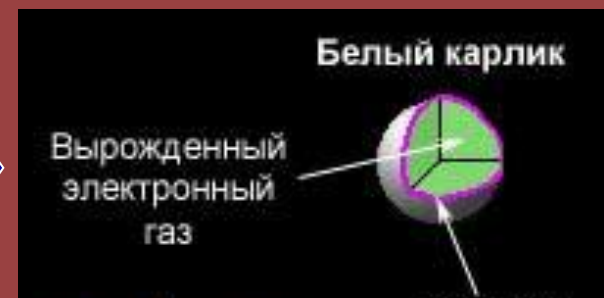 Белый карлик
Вырожденный
электронный
газ